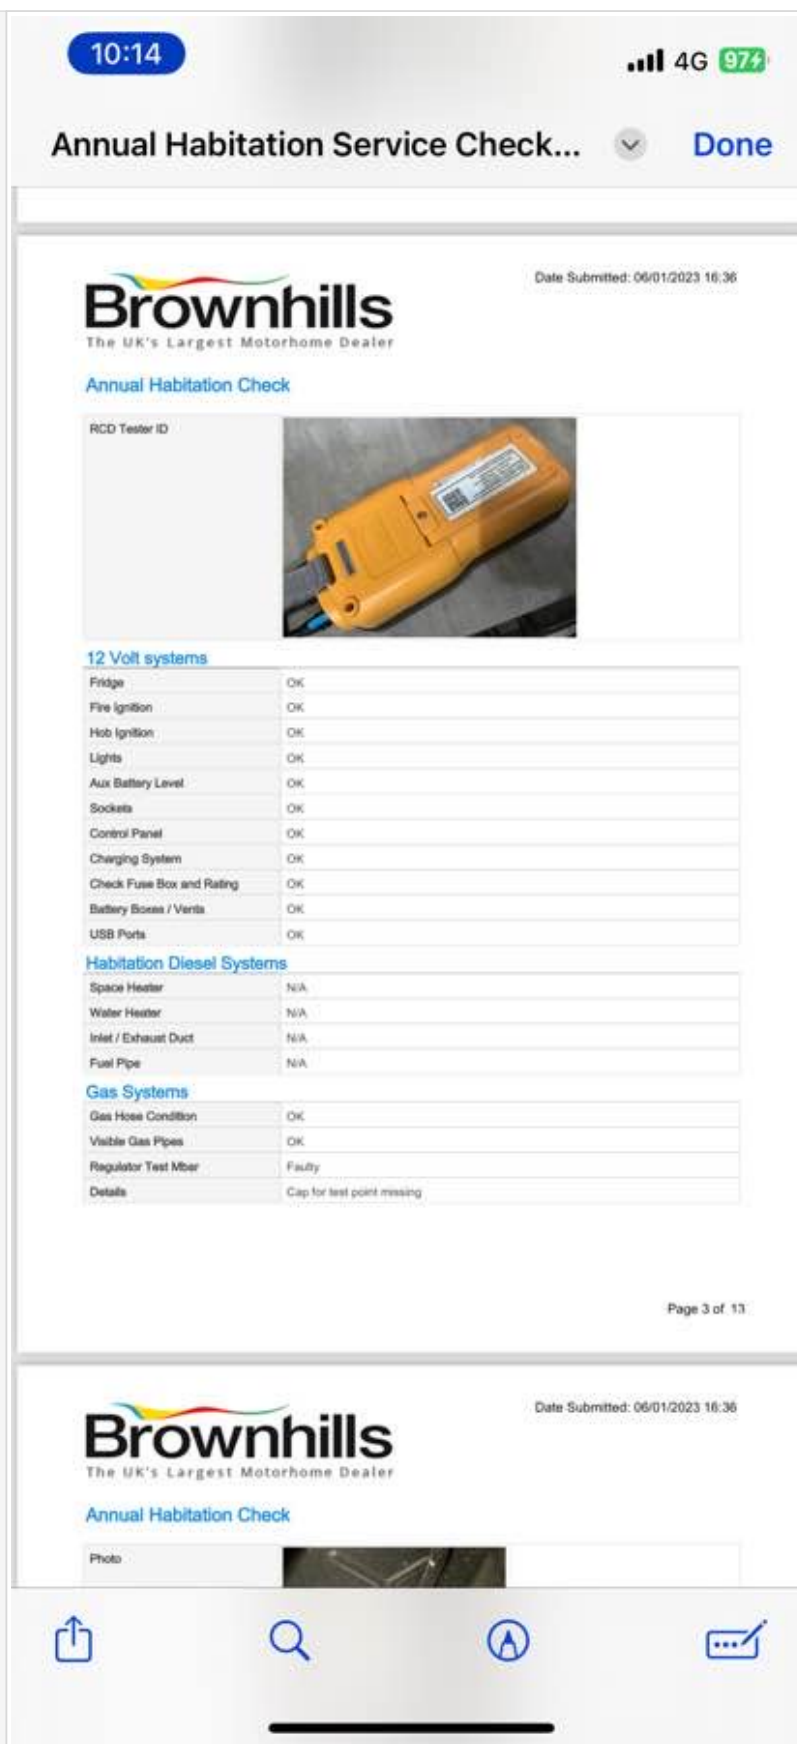 10:14
4G 97
Annual Habitation Service Check... Done
Brownhills
The UK's Largest Motorhome Dealer
Date Submitted: 06/01/2023 16:36
Annual Habitation Check
RCD Tester ID
12 Volt systems
Fridge OK
Fire Ignition OK
Hob Ignition OK
Lights OK
Aux Battery Level OK
Sockets OK
Control Panel OK
Charging System OK
Check Fuse Box and Rating OK
Battery Boxes / Vents OK
USB Ports OK
Habitation Diesel Systems
Space Heater N/A
Water Heater N/A
Inlet / Exhaust Duct N/A
Fuel Pipe N/A
Gas Systems
Gas Hose Condition OK
Visible Gas Pipes OK
Regulator Test Mbar Faulty
Details Cap for test point missing
Page 3 of 13
Brownhills
The UK's Largest Motorhome Dealer
Date Submitted: 06/01/2023 16:36
Annual Habitation Check
Photo